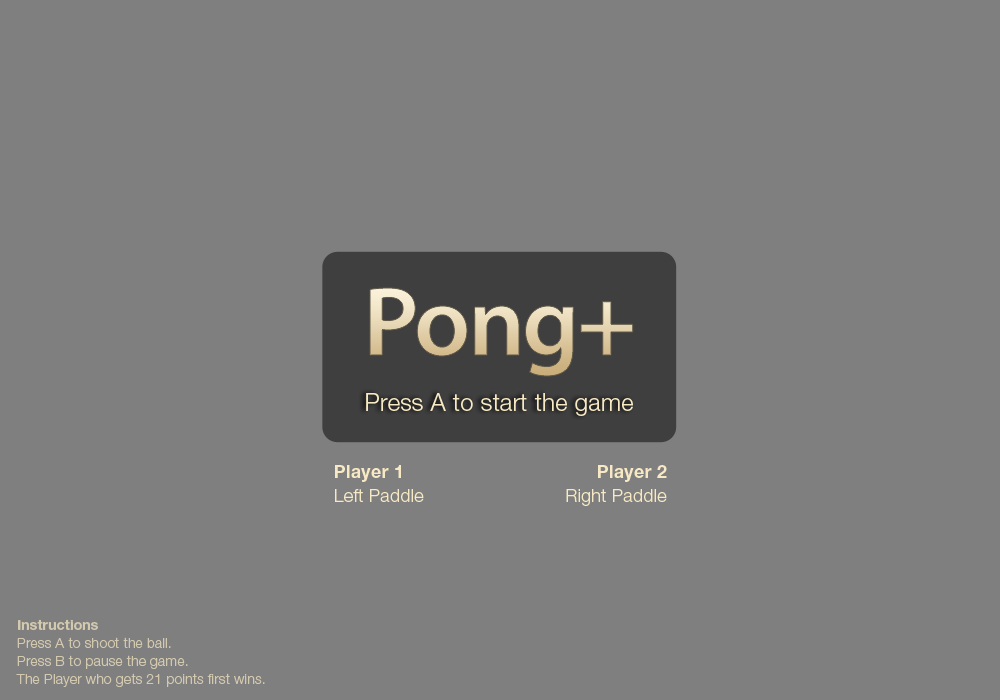 Pong+
Press A to start the game
Player 1
Left Paddle
Player 2
Right Paddle
Instructions
Press A to shoot the ball.
Press B to pause the game.
The Player who gets 21 points first wins.